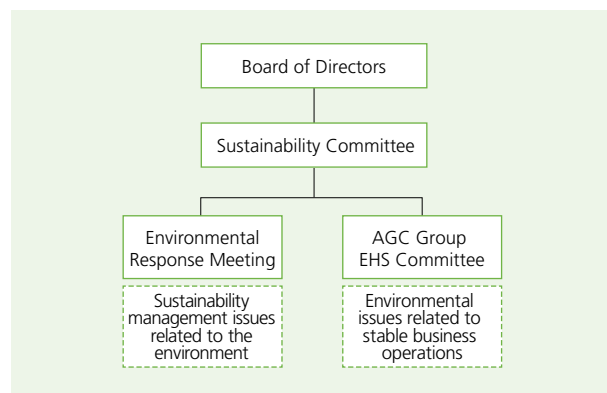 Board of Directors
Sustainability Committee
Environmental
Response Meeting
AGC Group
EHS Committee
Sustainability
management issues
related to the
environment
Environmental
issues related to
stable business
operations